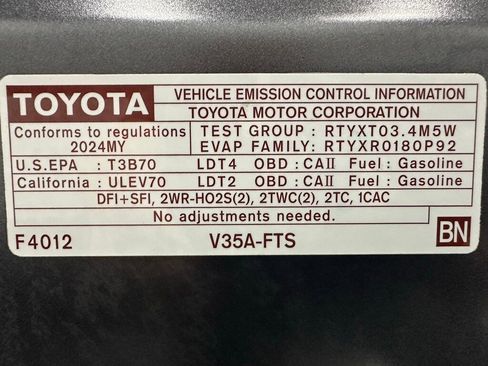 TOYOTA
VEHICLE EMISSION CONTROL INFORMATION
TOYOTA MOTOR CORPORATION
Conforms to regulations
2024MY
TEST GROUP : RTYXT03.4M5W
EVAP FAMILY: RTYXR0180P92
U.S.EPA : T3B70 LDT4 OBD : CAII Fuel : Gasoline
California : ULEV70 LDT2 OBD : CAII Fuel : Gasoline
DFI+SFI, 2WR-HO2S(2), 2TWC(2), 2TC, 1CAC
No adjustments needed.
F4012 V35A-FTS BN